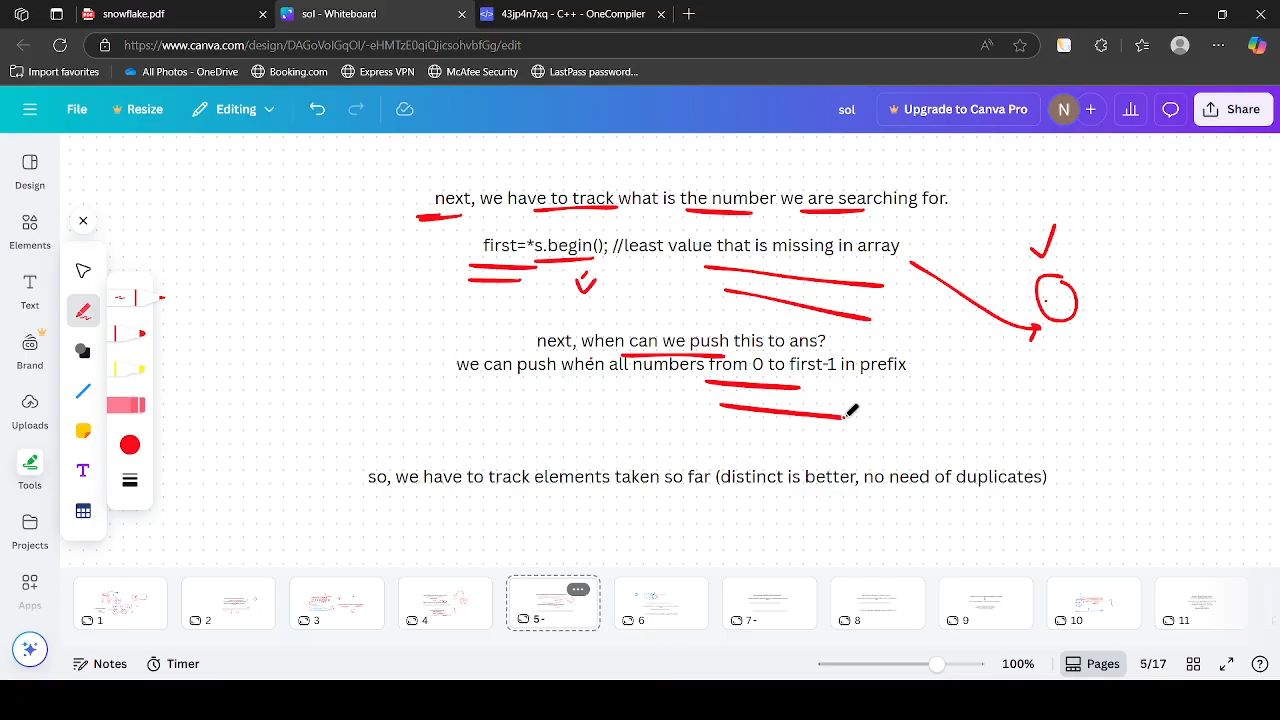 snowflake.pdf
sol - Whiteboard
43jp4n7xq - C++ - OneCompiler
https://www.canva.com/design/DAGoVoIGqOI/-eHMTzE0qiQjicsohvbfGg/edit
Import favorites
All Photos - OneDrive
Booking.com
Express VPN
McAfee Security
LastPass password...
File
Resize
Editing
sol
Upgrade to Canva Pro
N
Share
Design
Elements
Text
Brand
Uploads
Tools
Projects
Apps
next, we have to track what is the number we are searching for.
first=*s.begin(); //least value that is missing in array
next, when can we push this to ans?
we can push when all numbers from 0 to first-1 in prefix
so, we have to track elements taken so far (distinct is better, no need of duplicates)
1
2
3
4
5-
6
7-
8
9
10
11
Notes
Timer
100%
Pages
5/17